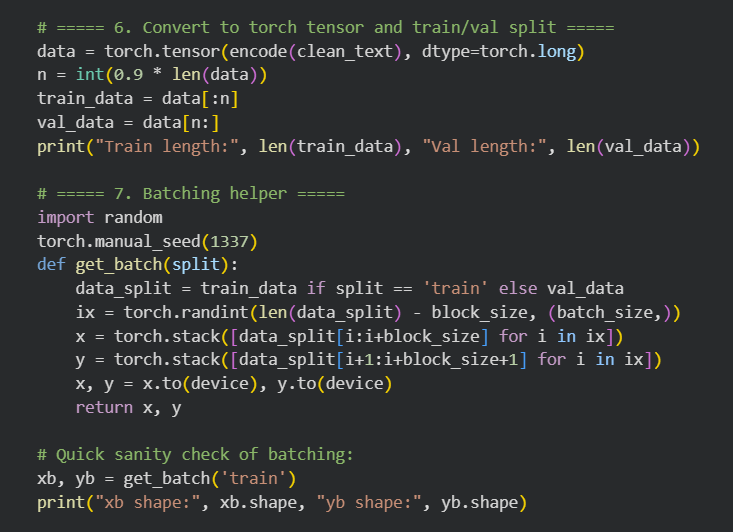 # ===== 6. Convert to torch tensor and train/val split =====
data = torch.tensor(encode(clean_text), dtype=torch.long)
n = int(0.9 * len(data))
train_data = data[:n]
val_data = data[n:]
print("Train length:", len(train_data), "Val length:", len(val_data))

# ===== 7. Batching helper =====
import random
torch.manual_seed(1337)
def get_batch(split):
    data_split = train_data if split == 'train' else val_data
    ix = torch.randint(len(data_split) - block_size, (batch_size,))
    x = torch.stack([data_split[i:i+block_size] for i in ix])
    y = torch.stack([data_split[i+1:i+block_size+1] for i in ix])
    x, y = x.to(device), y.to(device)
    return x, y

# Quick sanity check of batching:
xb, yb = get_batch('train')
print("xb shape:", xb.shape, "yb shape:", yb.shape)